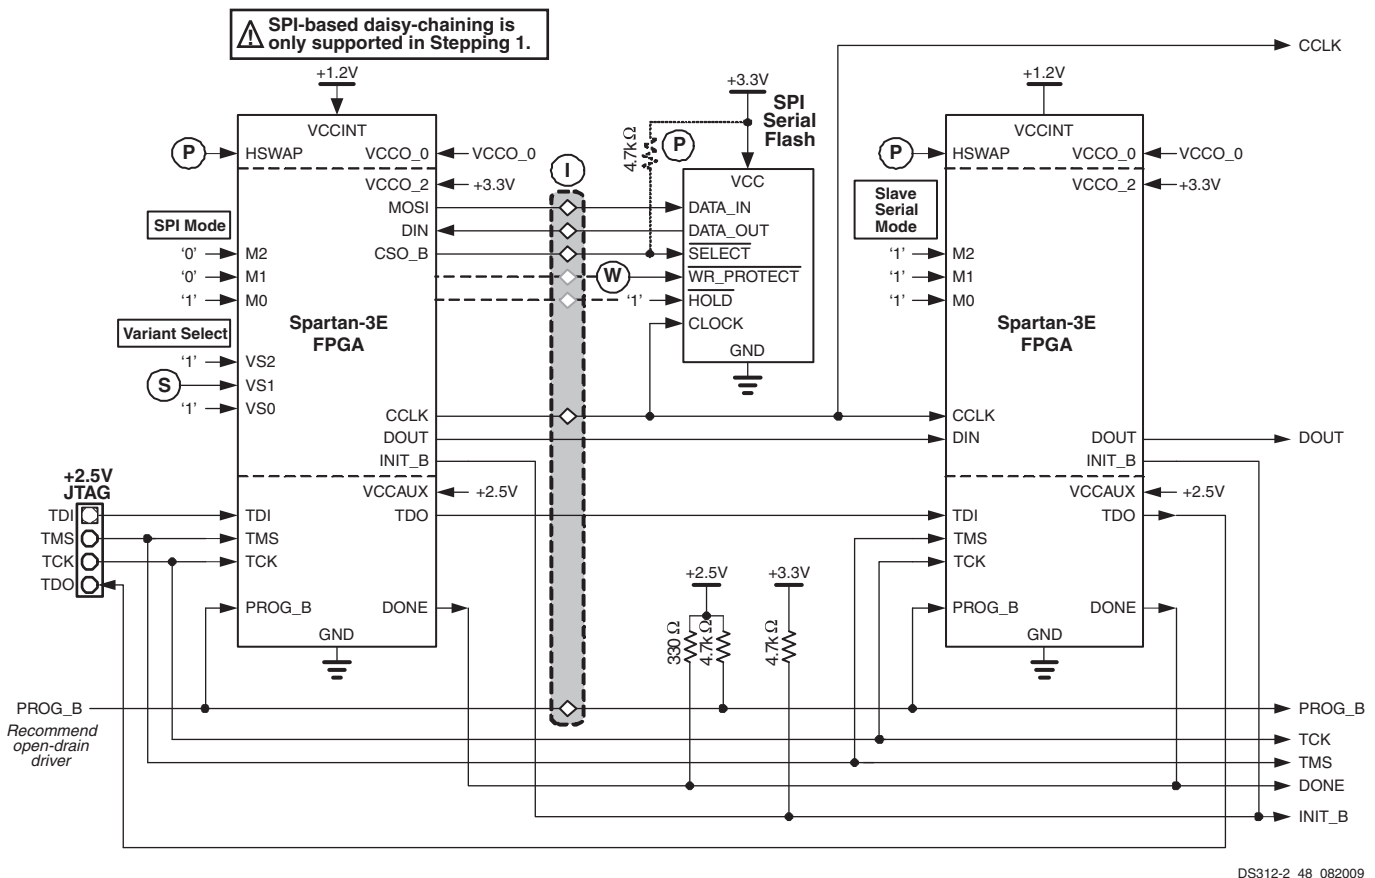 SPI-based daisy-chaining is
only supported in Stepping 1.
CCLK
+1.2V
+3.3V
+1.2V
SPI
Serial
Flash
VCCINT
VCCINT
P
HSWAP
VCCO_0
VCCO_0
4.7kΩ
P
P
HSWAP
VCCO_0
VCCO_0
I
VCC
VCCO_2
+3.3V
VCCO_2
+3.3V
MOSI
DATA_IN
Slave
Serial
Mode
SPI Mode
DIN
DATA_OUT
'0'
M2
CSO_B
SELECT
'1'
M2
'0'
M1
W
WR_PROTECT
'1'
M1
'1'
M0
'1'
HOLD
'1'
M0
Spartan-3E
FPGA
CLOCK
Spartan-3E
FPGA
Variant Select
GND
'1'
VS2
S
VS1
'1'
VS0
CCLK
CCLK
DOUT
DIN
DOUT
DOUT
INIT_B
INIT_B
+2.5V
JTAG
VCCAUX
+2.5V
VCCAUX
+2.5V
TDI
TDI
TDO
TDI
TDO
TMS
TMS
TMS
TCK
TCK
TCK
TDO
+2.5V
+3.3V
PROG_B
DONE
PROG_B
DONE
330 Ω
4.7k Ω
4.7k Ω
GND
GND
PROG_B
PROG_B
Recommend
open-drain
driver
TCK
TMS
DONE
INIT_B
DS312-2_48_082009